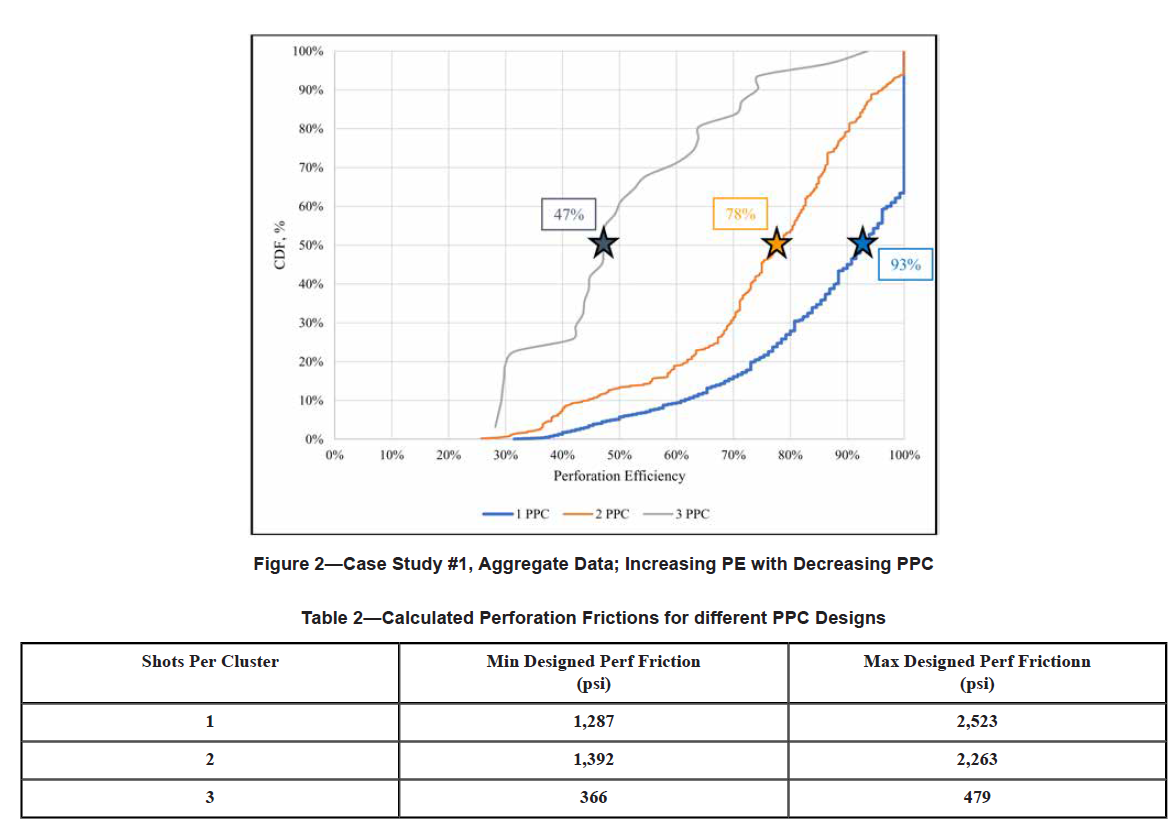 100%
90%
80%
70%
60%
50%
40%
30%
20%
10%
0%
CDF, %
47%
78%
93%
0% 10% 20% 30% 40% 50% 60% 70% 80% 90% 100%
Perforation Efficiency
1 PPC 2 PPC 3 PPC
Figure 2—Case Study #1, Aggregate Data; Increasing PE with Decreasing PPC
Table 2—Calculated Perforation Frictions for different PPC Designs
Shots Per Cluster Min Designed Perf Friction Max Designed Perf Frictionn
(psi) (psi)
1 1,287 2,523
2 1,392 2,263
3 366 479